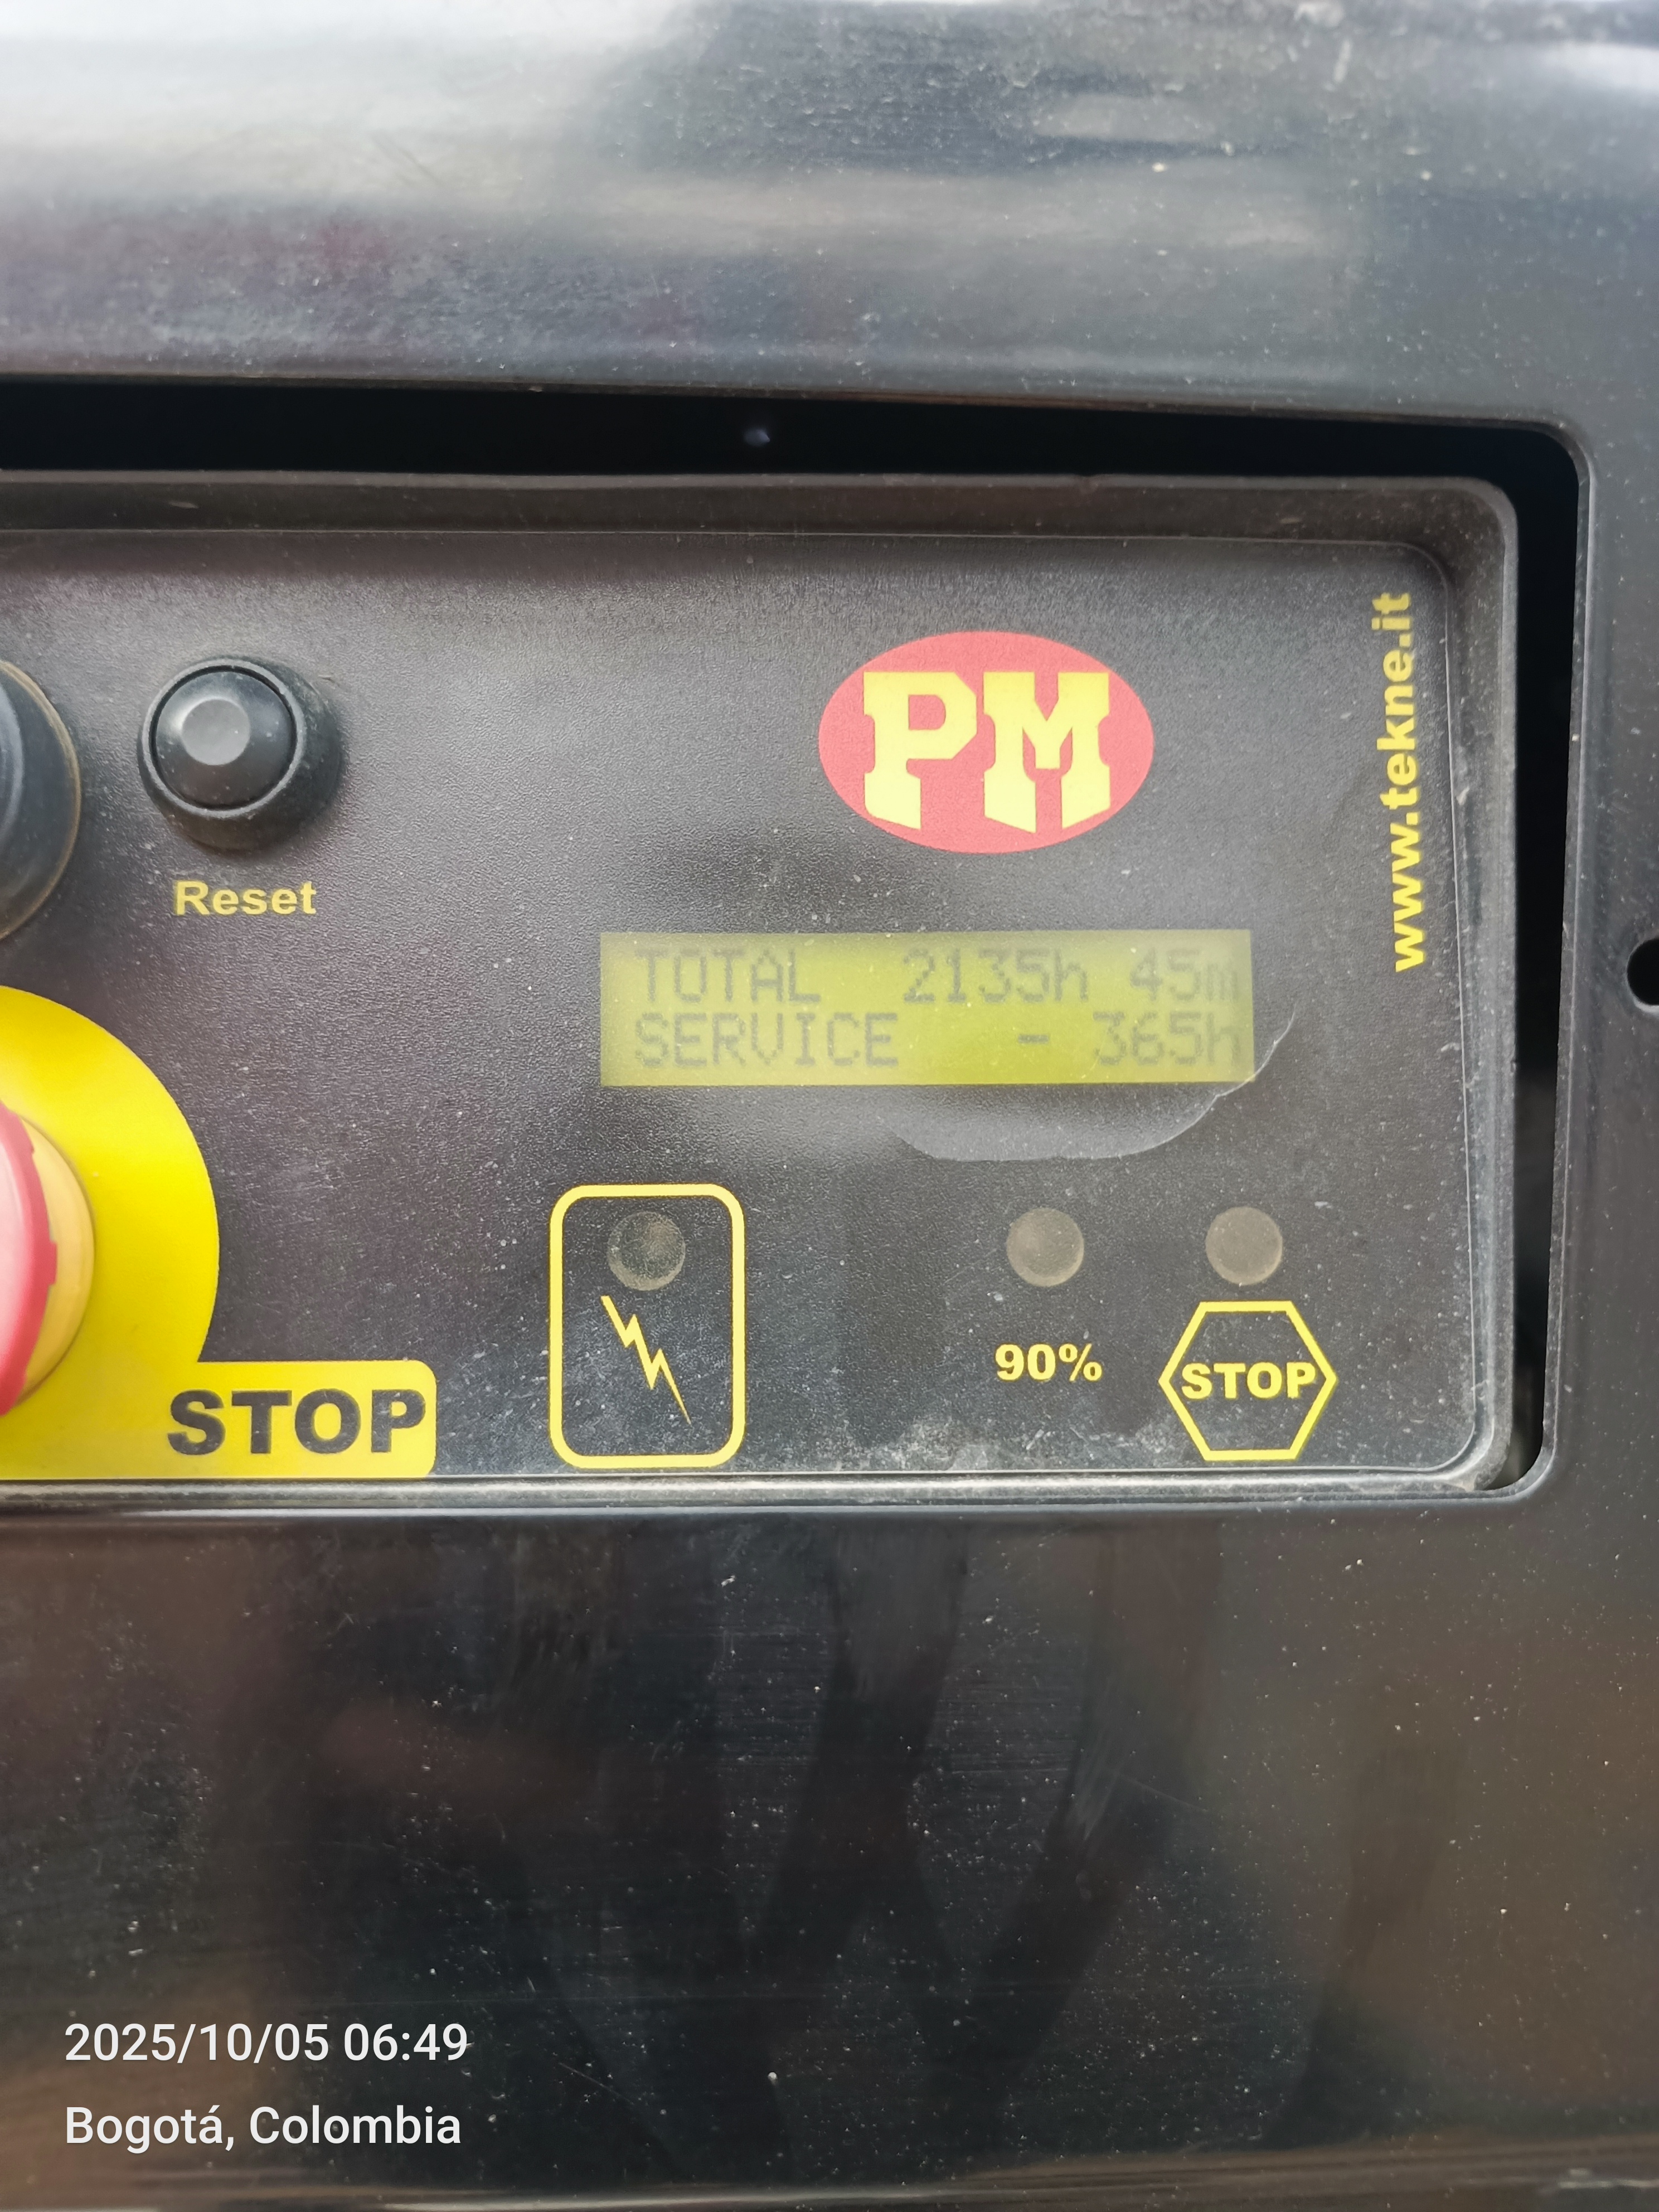 PM
www.tekne.it
Reset
TOTAL 2135h 45m
SERVICE - 365h
90%
STOP
STOP
2025/10/05 06:49
Bogotá, Colombia